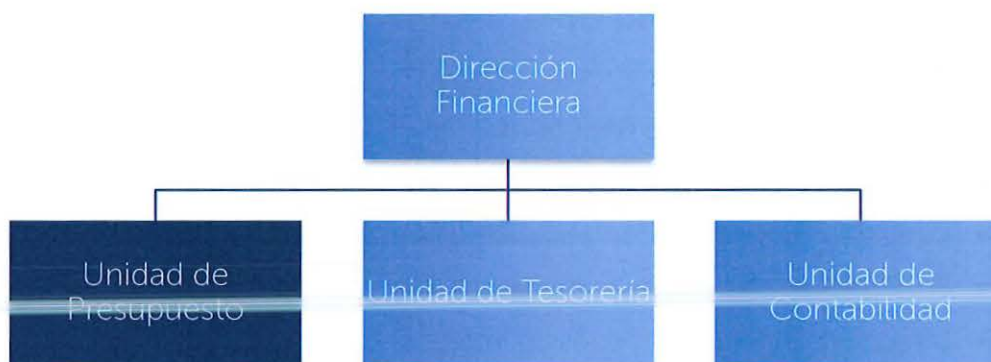 Dirección
Financiera
Unidad de
Presupuesto
Unidad de Tesorería
Unidad de
Contabilidad